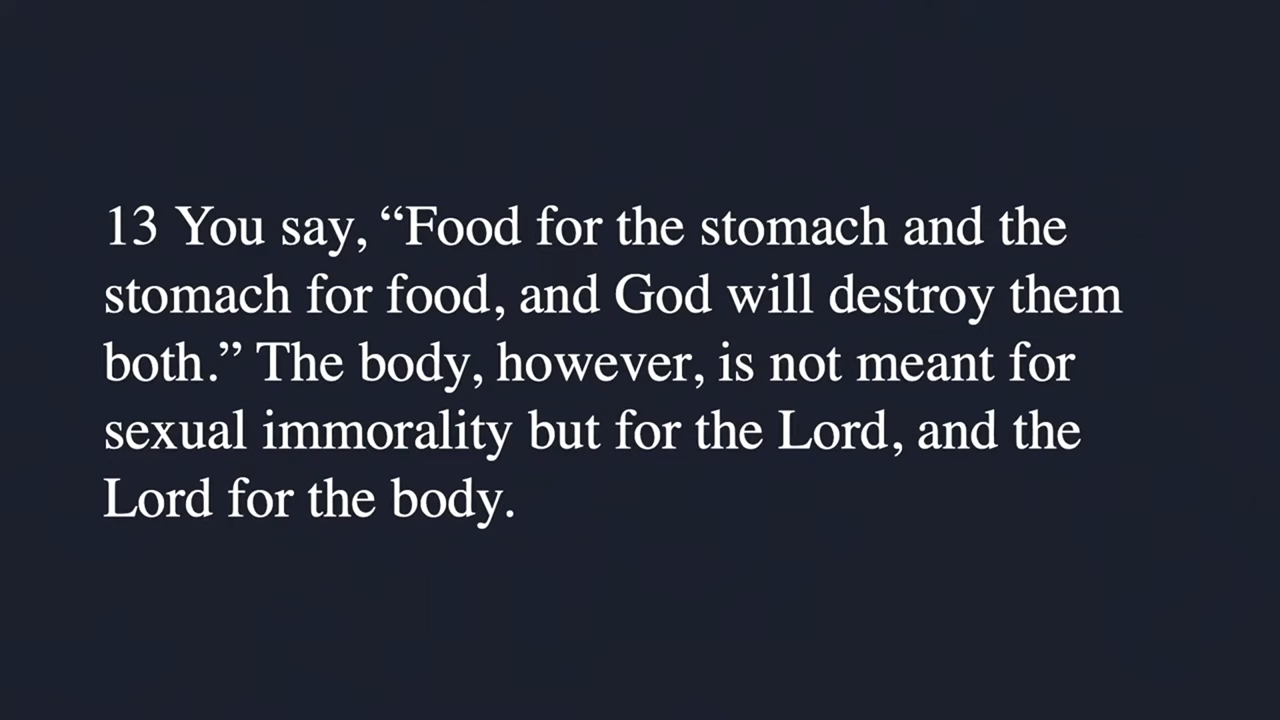 13 You say, “Food for the stomach and the
stomach for food, and God will destroy them
both.” The body, however, is not meant for
sexual immorality but for the Lord, and the
Lord for the body.